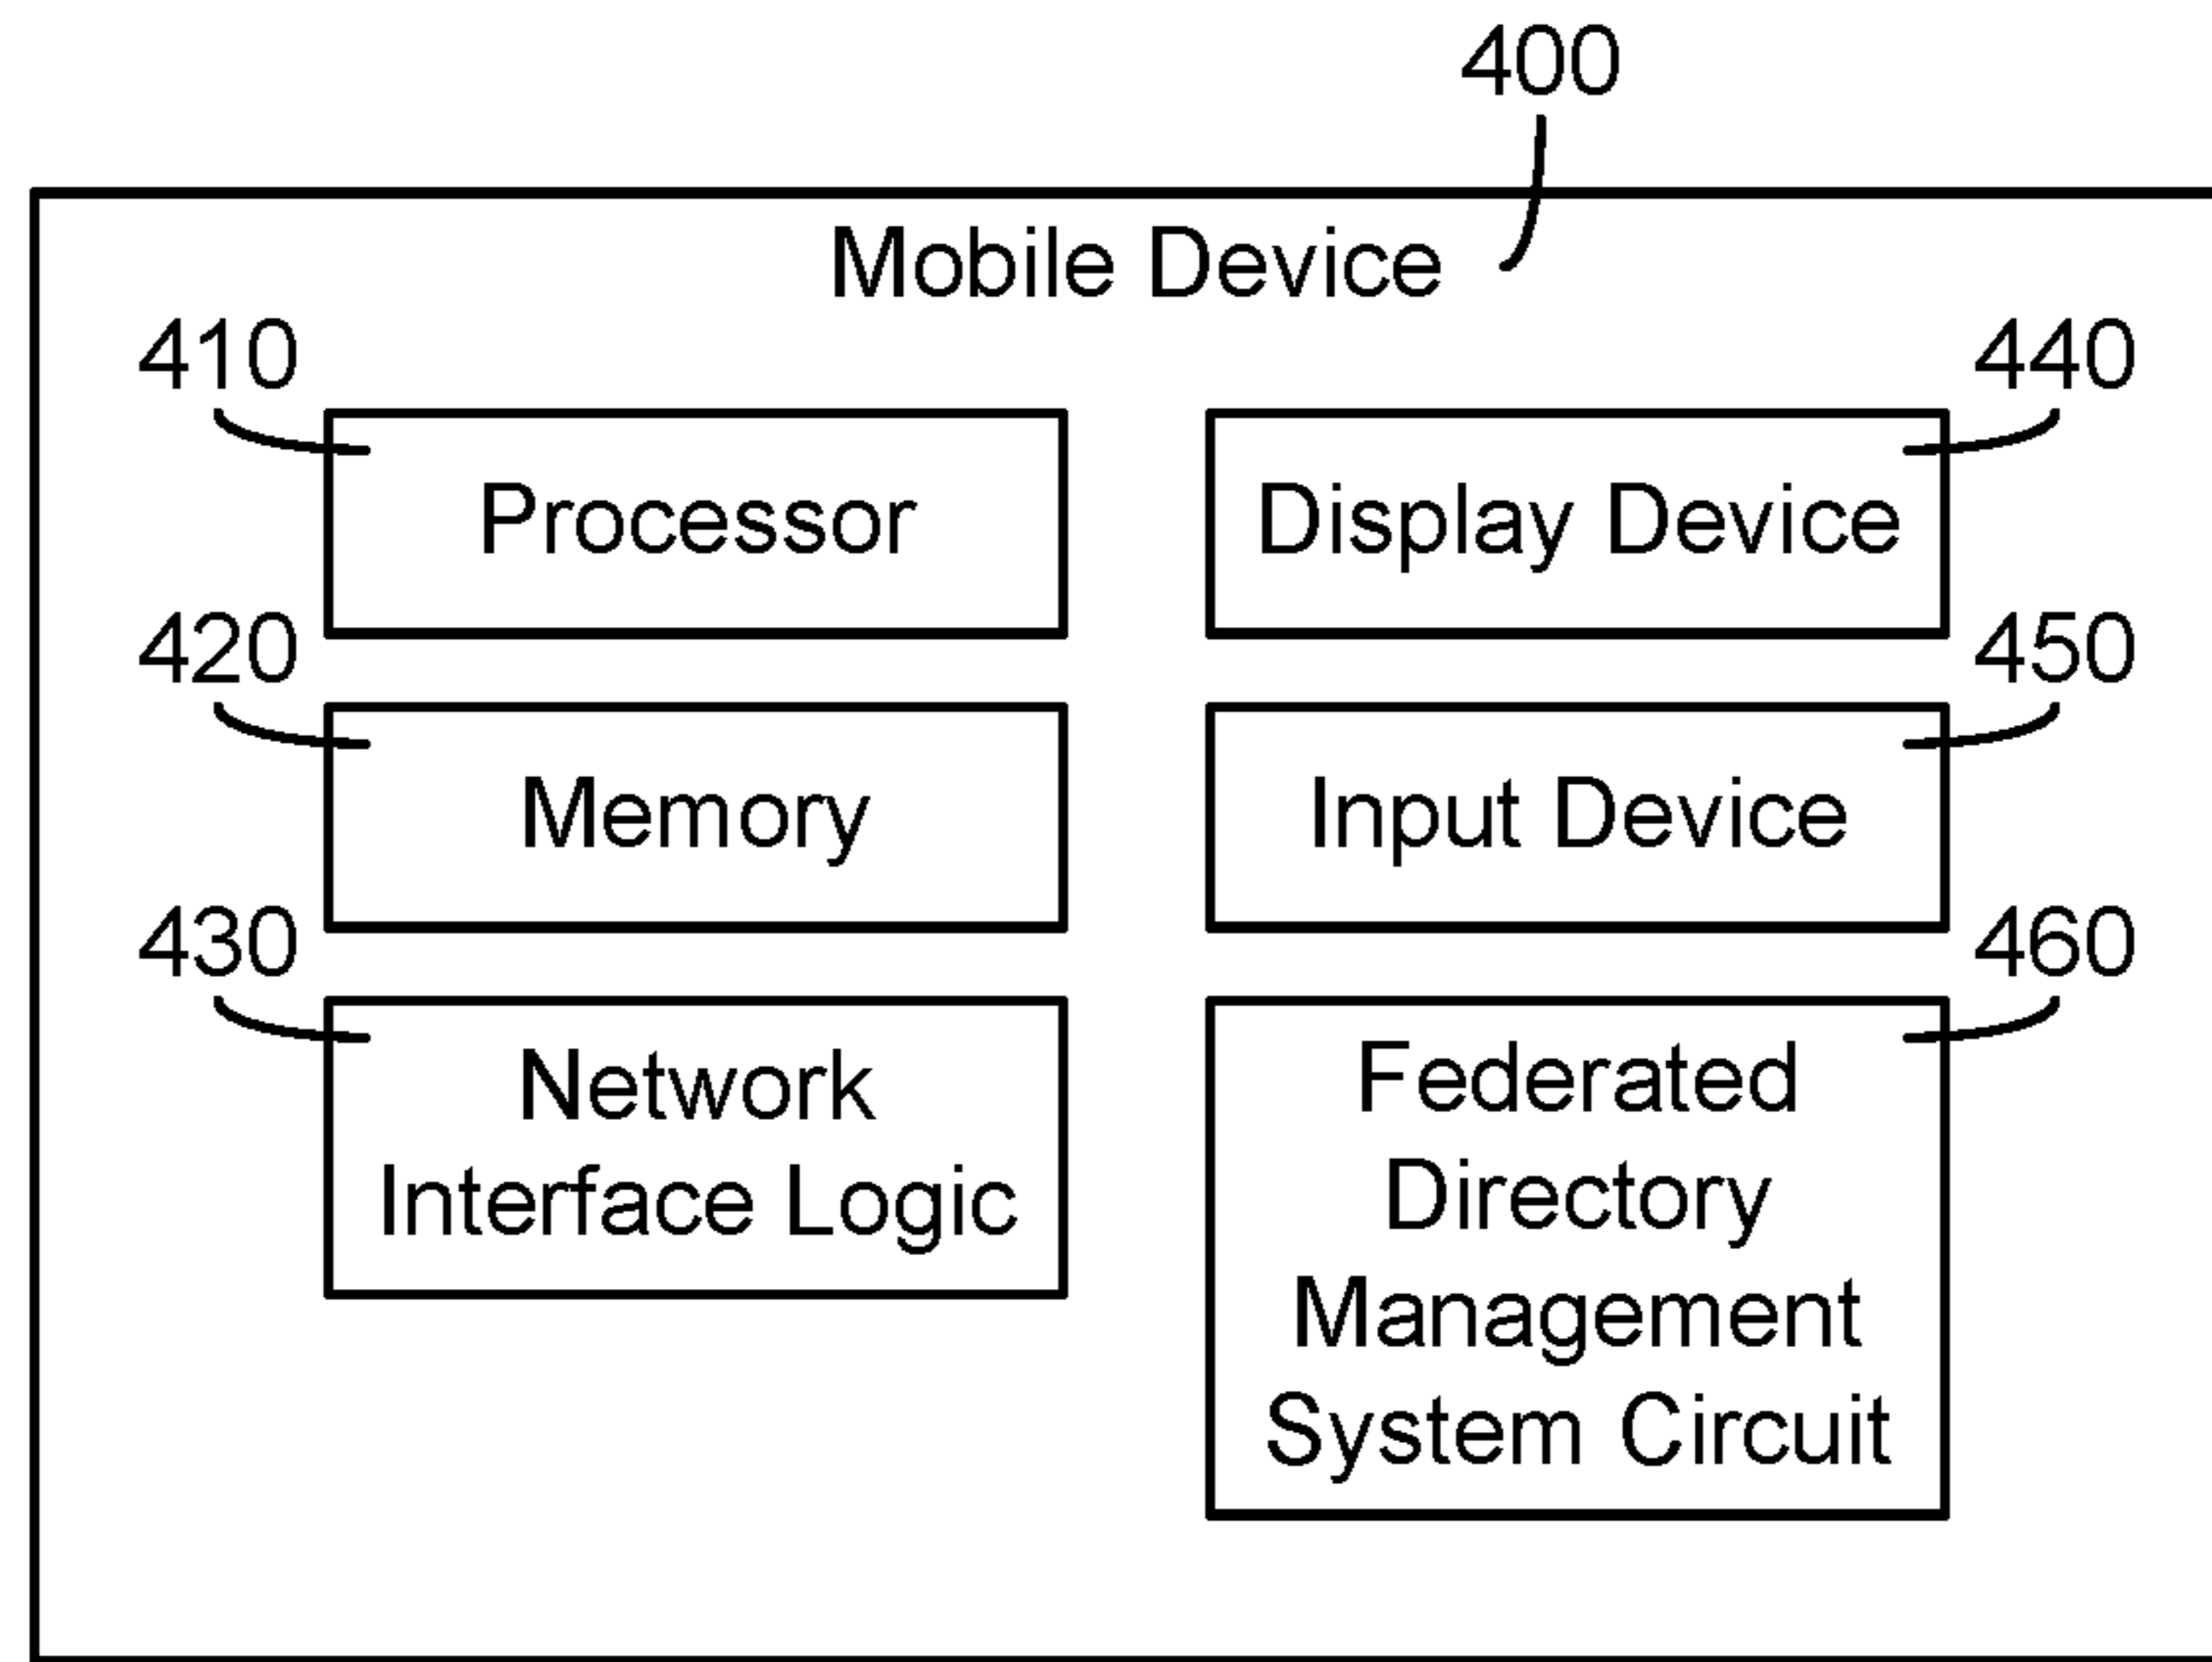 400
Mobile Device
410
Processor
440
Display Device
420
Memory
450
Input Device
430
Network
Interface Logic
460
Federated
Directory
Management
System Circuit